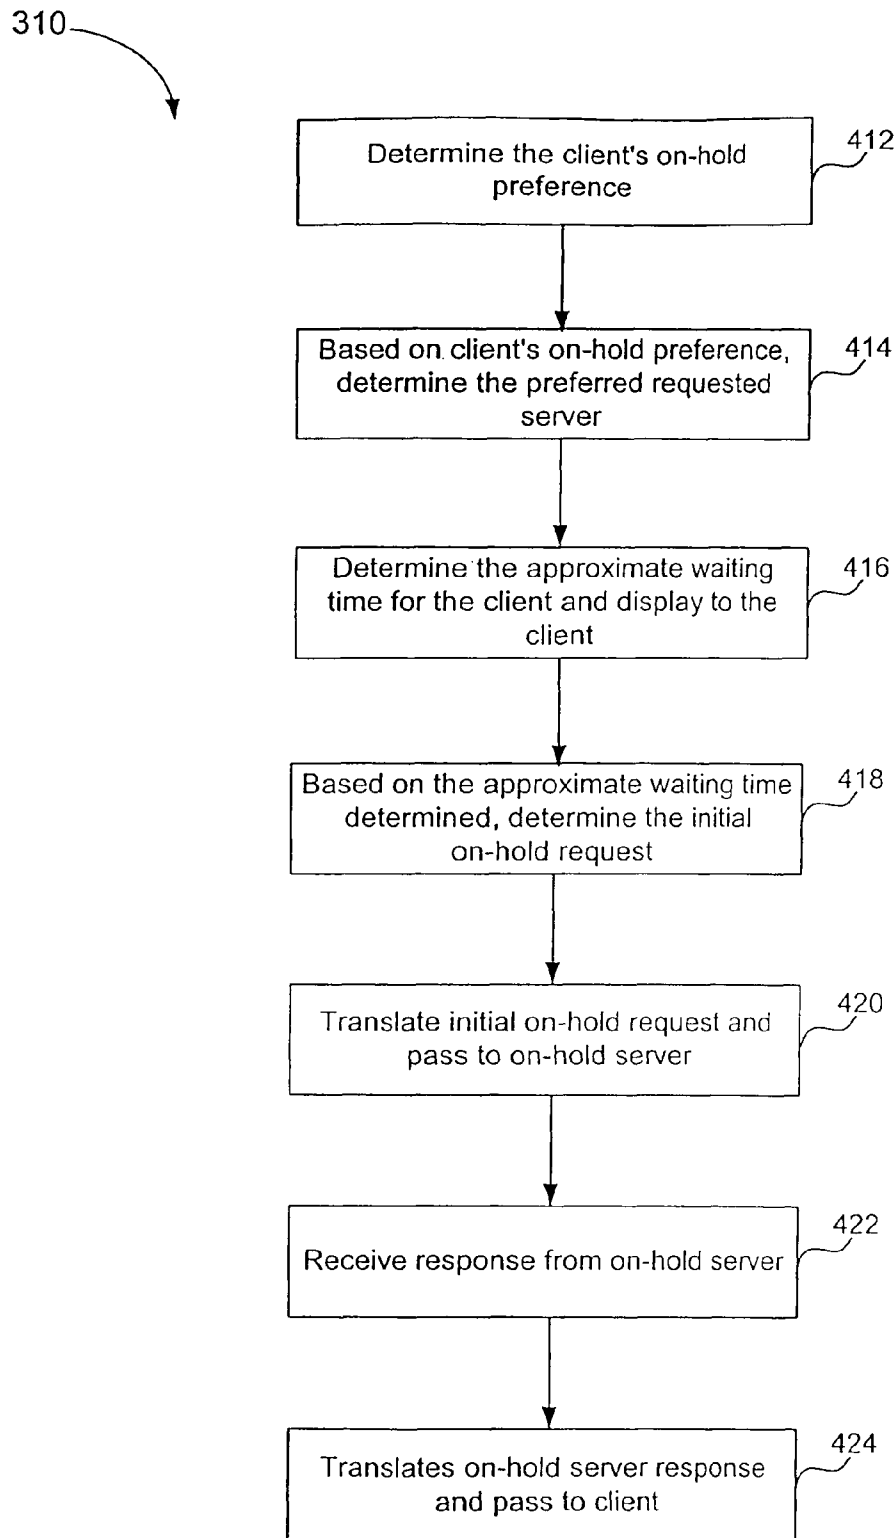 310
Determine the client's on-hold
preference
412
Based on client's on-hold preference,
determine the preferred requested
server
414
Determine the approximate waiting
time for the client and display to the
client
416
Based on the approximate waiting time
determined, determine the initial
on-hold request
418
Translate initial on-hold request and
pass to on-hold server
420
Receive response from on-hold server
422
Translates on-hold server response
and pass to client
424